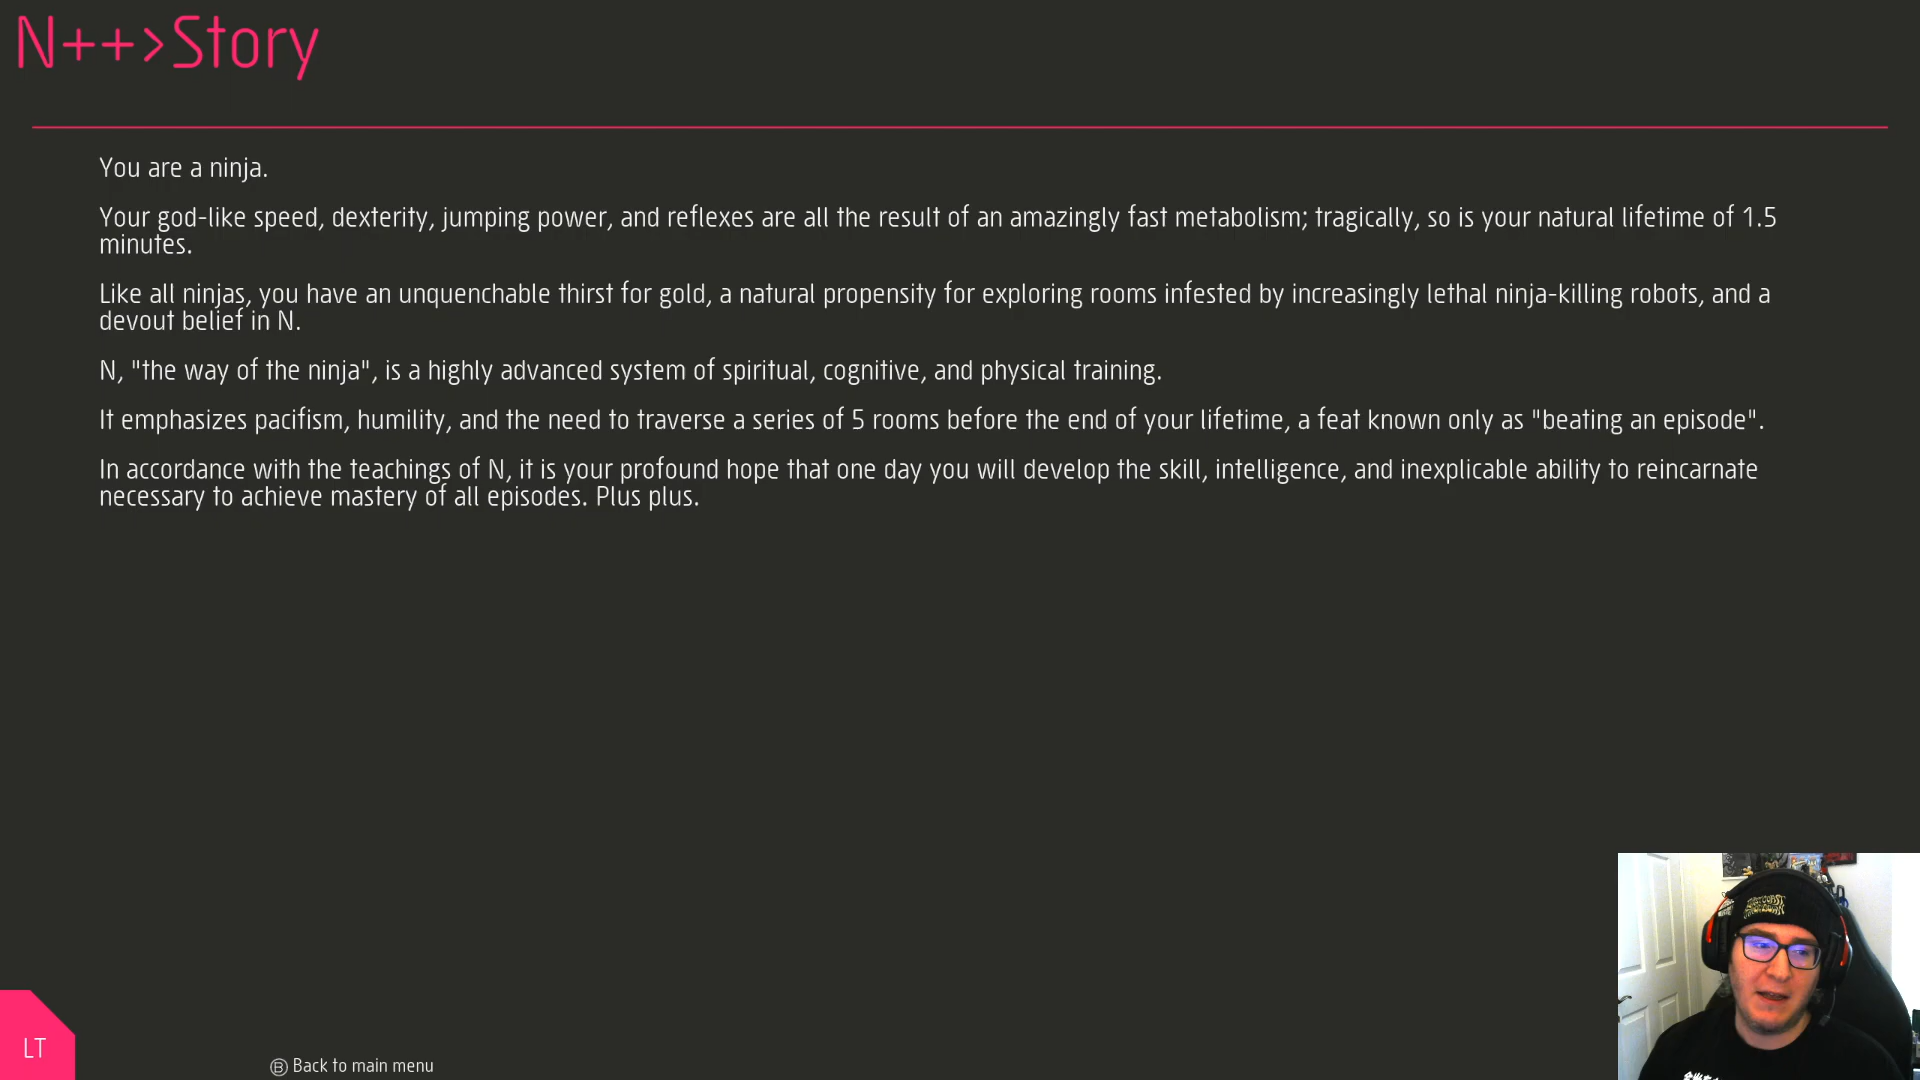 N++>Story
You are a ninja.
Your god-like speed, dexterity, jumping power, and reflexes are all the result of an amazingly fast metabolism; tragically, so is your natural lifetime of 1.5
minutes.
Like all ninjas, you have an unquenchable thirst for gold, a natural propensity for exploring rooms infested by increasingly lethal ninja-killing robots, and a
devout belief in N.
N, "the way of the ninja", is a highly advanced system of spiritual, cognitive, and physical training.
It emphasizes pacifism, humility, and the need to traverse a series of 5 rooms before the end of your lifetime, a feat known only as "beating an episode".
In accordance with the teachings of N, it is your profound hope that one day you will develop the skill, intelligence, and inexplicable ability to reincarnate
necessary to achieve mastery of all episodes. Plus plus.
LT
B Back to main menu